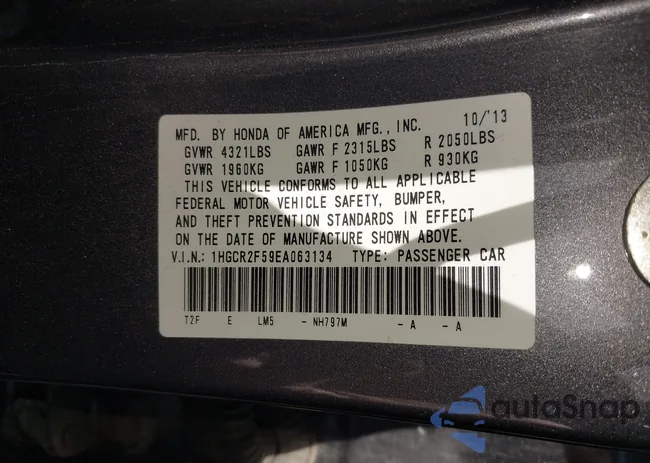 MFD. BY HONDA OF AMERICA MFG., INC. 10/'13
GVWR 4321LBS GAWR F 2315LBS R 2050LBS
GVWR 1960KG GAWR F 1050KG R 930KG
THIS VEHICLE CONFORMS TO ALL APPLICABLE
FEDERAL MOTOR VEHICLE SAFETY, BUMPER,
AND THEFT PREVENTION STANDARDS IN EFFECT
ON THE DATE OF MANUFACTURE SHOWN ABOVE.
V.I.N.: 1HGCR2F59EA063134 TYPE: PASSENGER CAR
T2F E LM5 - NH797M - A - A
autoSnap